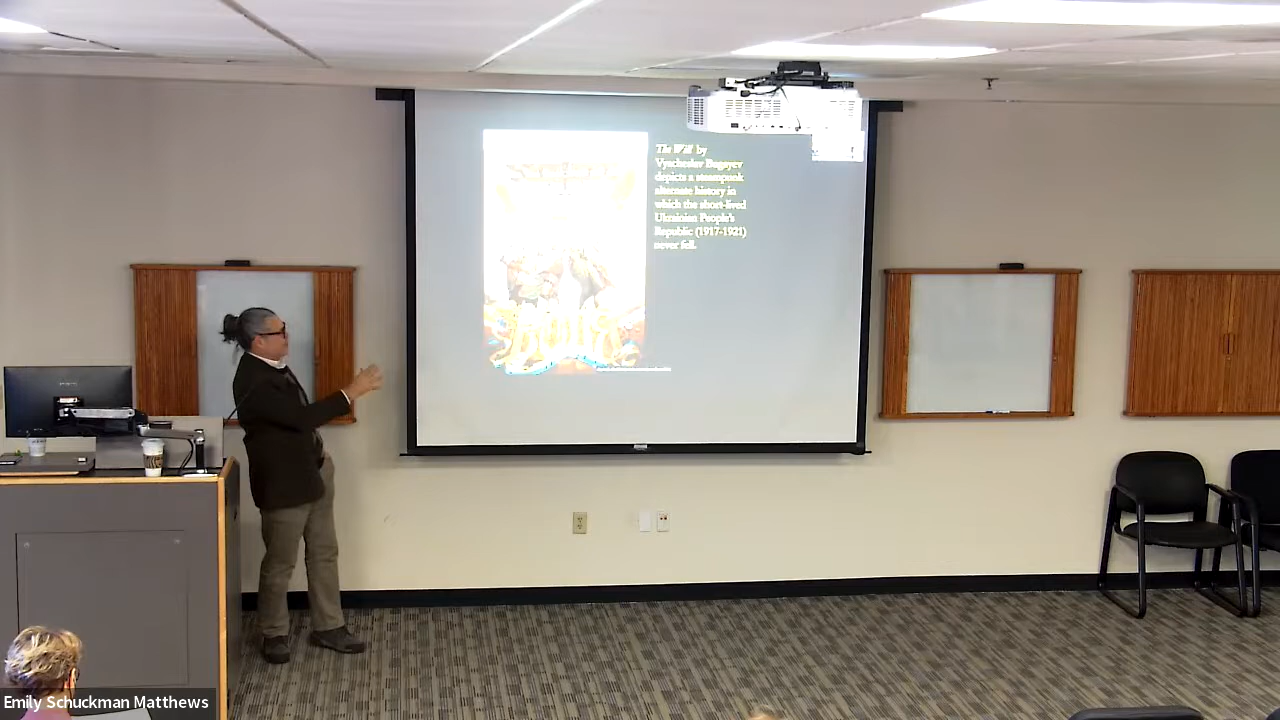 The Will by
Vyacheslav Bugayev
depicts a steampunk
alternate history in
which the short-lived
Ukrainian People's
Republic (1917-1921)
never fell.
Emily Schuckman Matthews